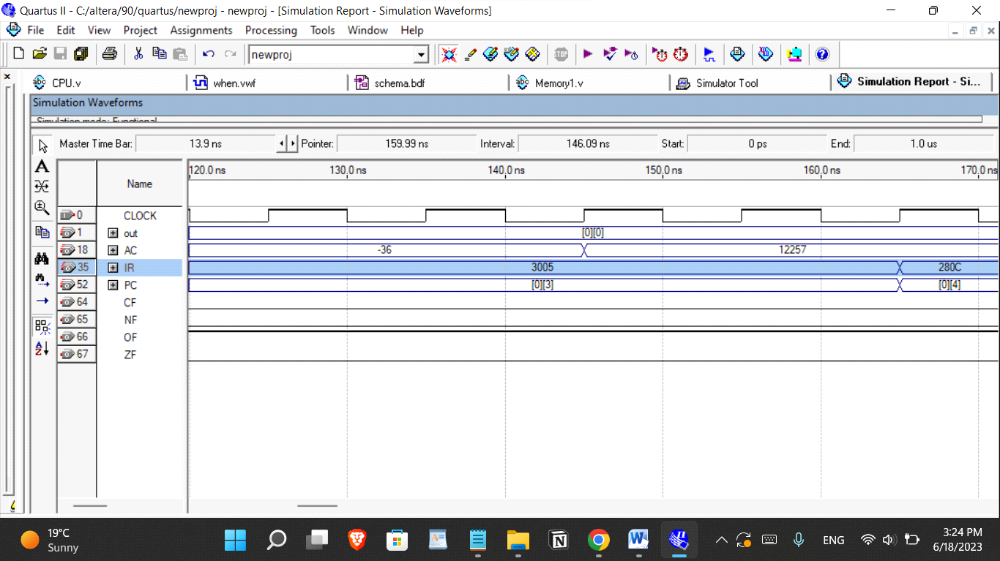 Quartus II - C:/altera/90/quartus/newproj - newproj - [Simulation Report - Simulation Waveforms]
File Edit View Project Assignments Processing Tools Window Help
newproj
CPU.v when.vwf schema.bdf Memory1.v Simulator Tool Simulation Report - Si...
Simulation Waveforms
Simulation mode: Functional
Master Time Bar: 13.9 ns Pointer: 159.99 ns Interval: 146.09 ns Start: 0 ps End: 1.0 us
120.0 ns 130.0 ns 140.0 ns 150.0 ns 160.0 ns 170.0 ns
Name
0 CLOCK
1 out [0][0]
18 AC -36 12257
35 IR 3005 280C
52 PC [0][3] [0][4]
64 CF
65 NF
66 OF
67 ZF
19°C
Sunny
ENG
3:24 PM
6/18/2023